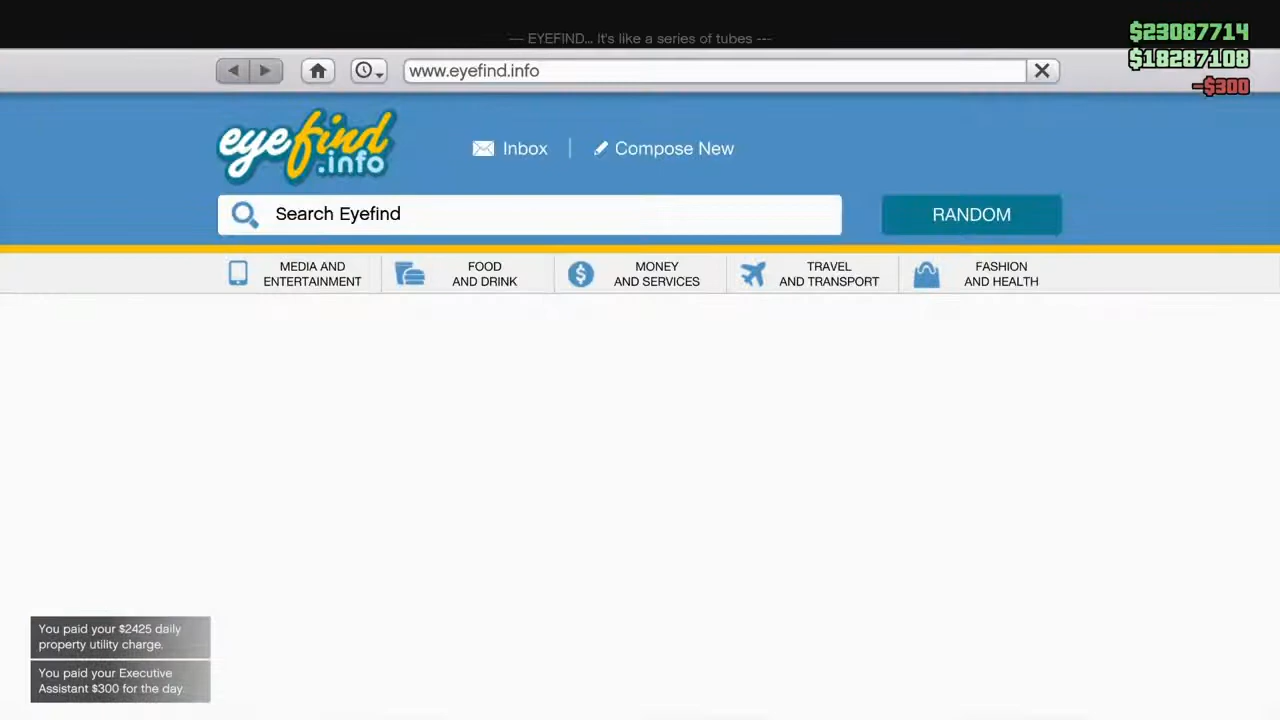 --- EYEFIND... It's like a series of tubes ---
$23087714
$18287108
-$300
www.eyefind.info
eyefind.info
Inbox
Compose New
Search Eyefind
RANDOM
MEDIA AND
ENTERTAINMENT
FOOD
AND DRINK
MONEY
AND SERVICES
TRAVEL
AND TRANSPORT
FASHION
AND HEALTH
You paid your $2425 daily
property utility charge.
You paid your Executive
Assistant $300 for the day.